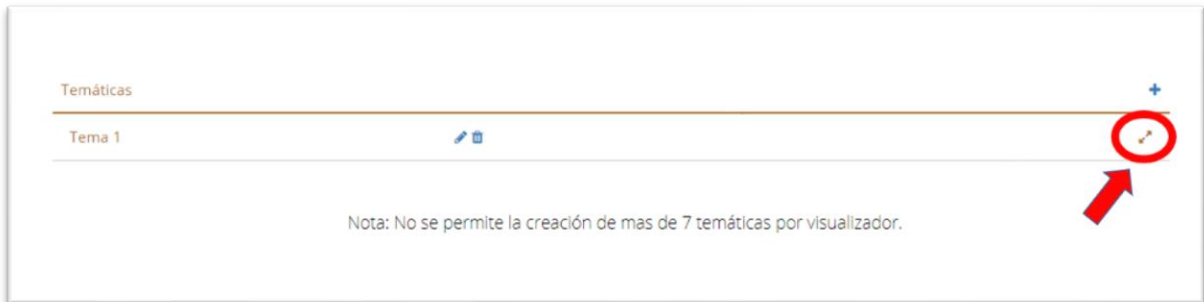 Temáticas
Tema 1
Nota: No se permite la creación de mas de 7 temáticas por visualizador.